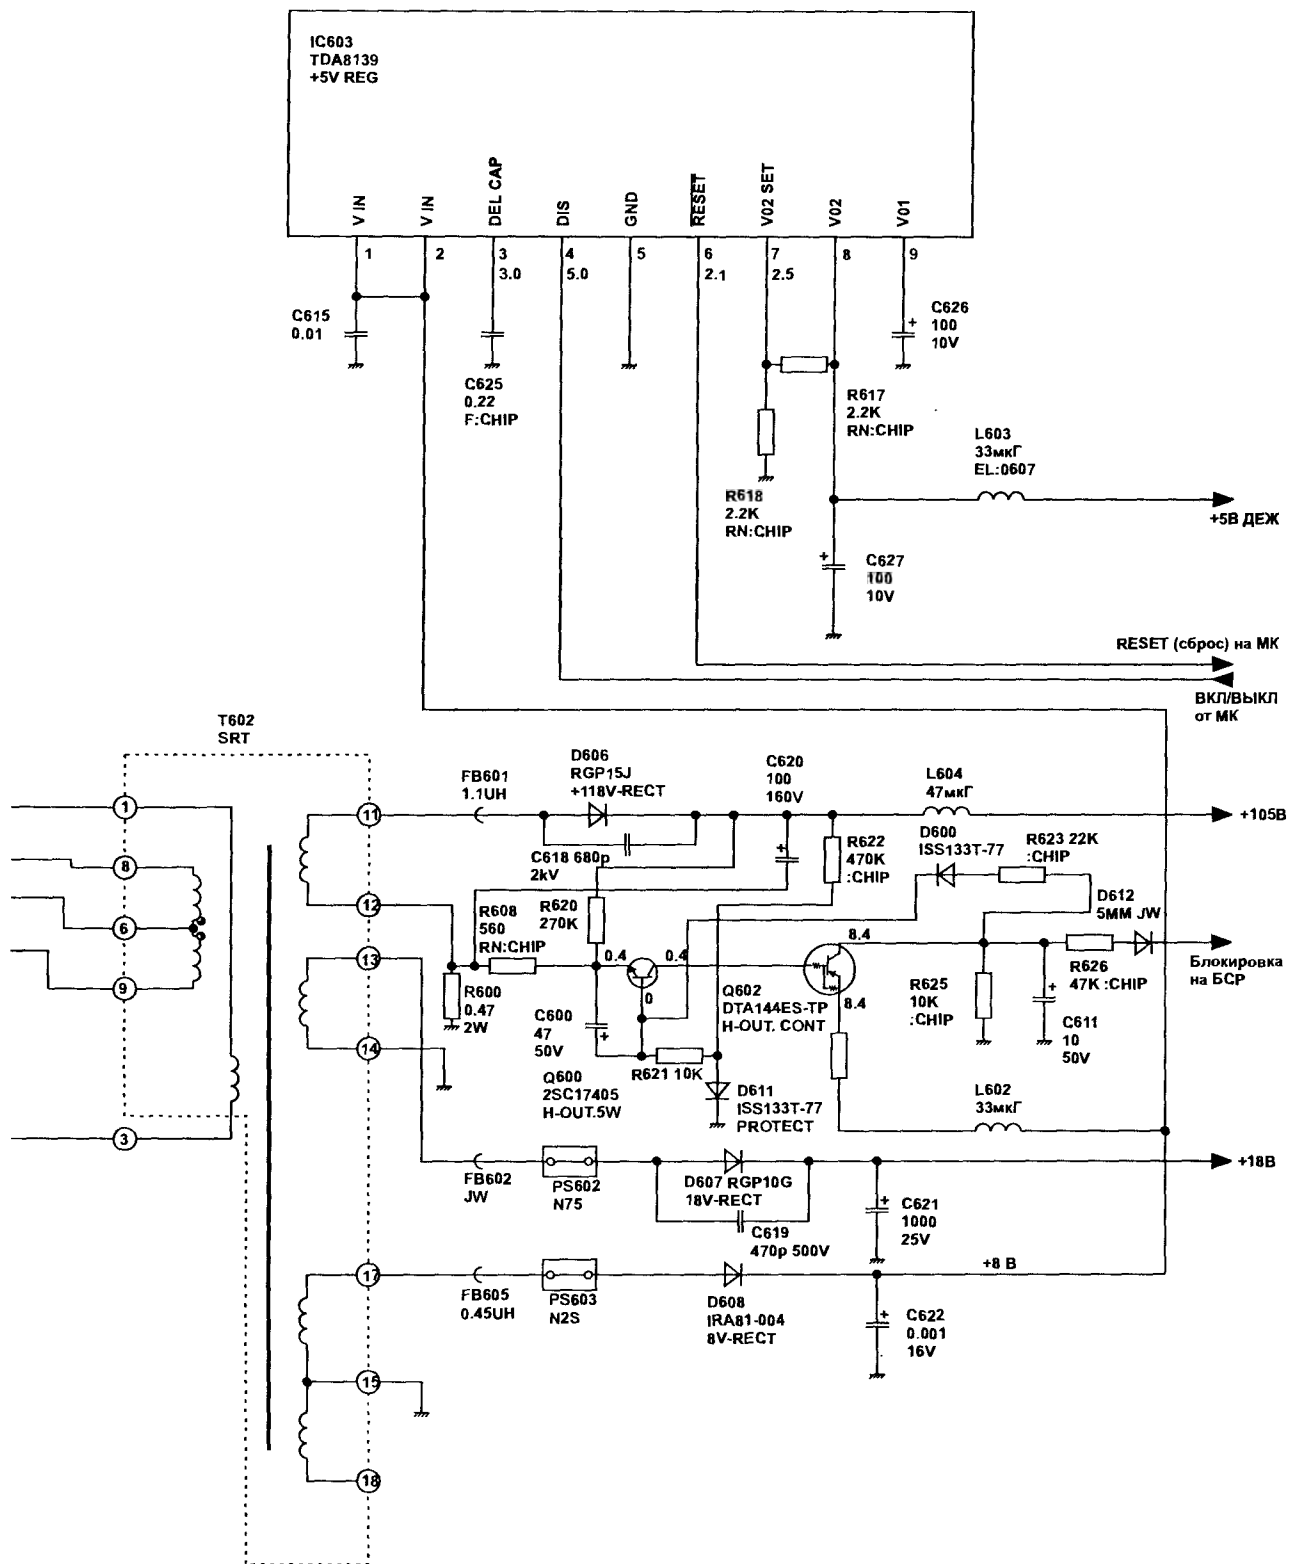 IC603
TDA8139
+5V REG
V IN
V IN
DEL CAP
DIS
GND
RESET
V02 SET
V02
V01
1
2
3
4
5
6
7
8
9
3.0
5.0
2.1
2.5
C615
0.01
C625
0.22
F:CHIP
C626
100
10V
R617
2.2K
RN:CHIP
R618
2.2K
RN:CHIP
L603
33мкГ
EL:0607
+5В ДЕЖ
C627
100
10V
RESET (сброс) на МК
ВКЛ/ВЫКЛ
от МК
T602
SRT
1
8
6
9
3
11
12
13
14
17
15
18
FB601
1.1UH
D606
RGP15J
+118V-RECT
C618 680p
2kV
C620
100
160V
L604
47мкГ
+105В
R622
470K
:CHIP
D600
ISS133T-77
R623 22K
:CHIP
D612
5MM JW
R608
560
RN:CHIP
R620
270K
0.4
0.4
0
8.4
8.4
R600
0.47
2W
C600
47
50V
Q600
2SC17405
H-OUT.5W
R621 10K
Q602
DTA144ES-TP
H-OUT. CONT
D611
ISS133T-77
PROTECT
R625
10K
:CHIP
R626
47K :CHIP
C611
10
50V
Блокировка
на БСР
L602
33мкГ
FB602
JW
PS602
N75
D607 RGP10G
18V-RECT
C619
470p 500V
C621
1000
25V
+18В
FB605
0.45UH
PS603
N2S
D608
IRA81-004
8V-RECT
+8 В
C622
0.001
16V